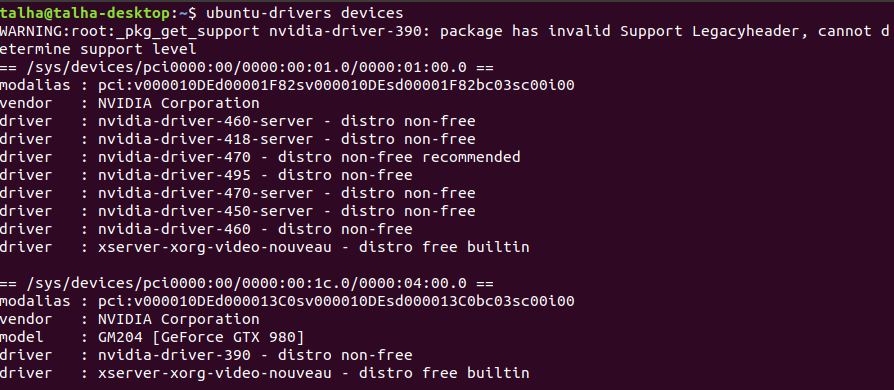 talha@talha-desktop:~$ ubuntu-drivers devices
WARNING:root:_pkg_get_support nvidia-driver-390: package has invalid Support Legacyheader, cannot d
etermine support level
== /sys/devices/pci0000:00/0000:00:01.0/0000:01:00.0 ==
modalias : pci:v000010DEd00001F82sv000010DEsd00001F82bc03sc00i00
vendor   : NVIDIA Corporation
driver   : nvidia-driver-460-server - distro non-free
driver   : nvidia-driver-418-server - distro non-free
driver   : nvidia-driver-470 - distro non-free recommended
driver   : nvidia-driver-495 - distro non-free
driver   : nvidia-driver-470-server - distro non-free
driver   : nvidia-driver-450-server - distro non-free
driver   : nvidia-driver-460 - distro non-free
driver   : xserver-xorg-video-nouveau - distro free builtin
== /sys/devices/pci0000:00/0000:00:1c.0/0000:04:00.0 ==
modalias : pci:v000010DEd000013C0sv000010DEsd000013C0bc03sc00i00
vendor   : NVIDIA Corporation
model    : GM204 [GeForce GTX 980]
driver   : nvidia-driver-390 - distro non-free
driver   : xserver-xorg-video-nouveau - distro free builtin